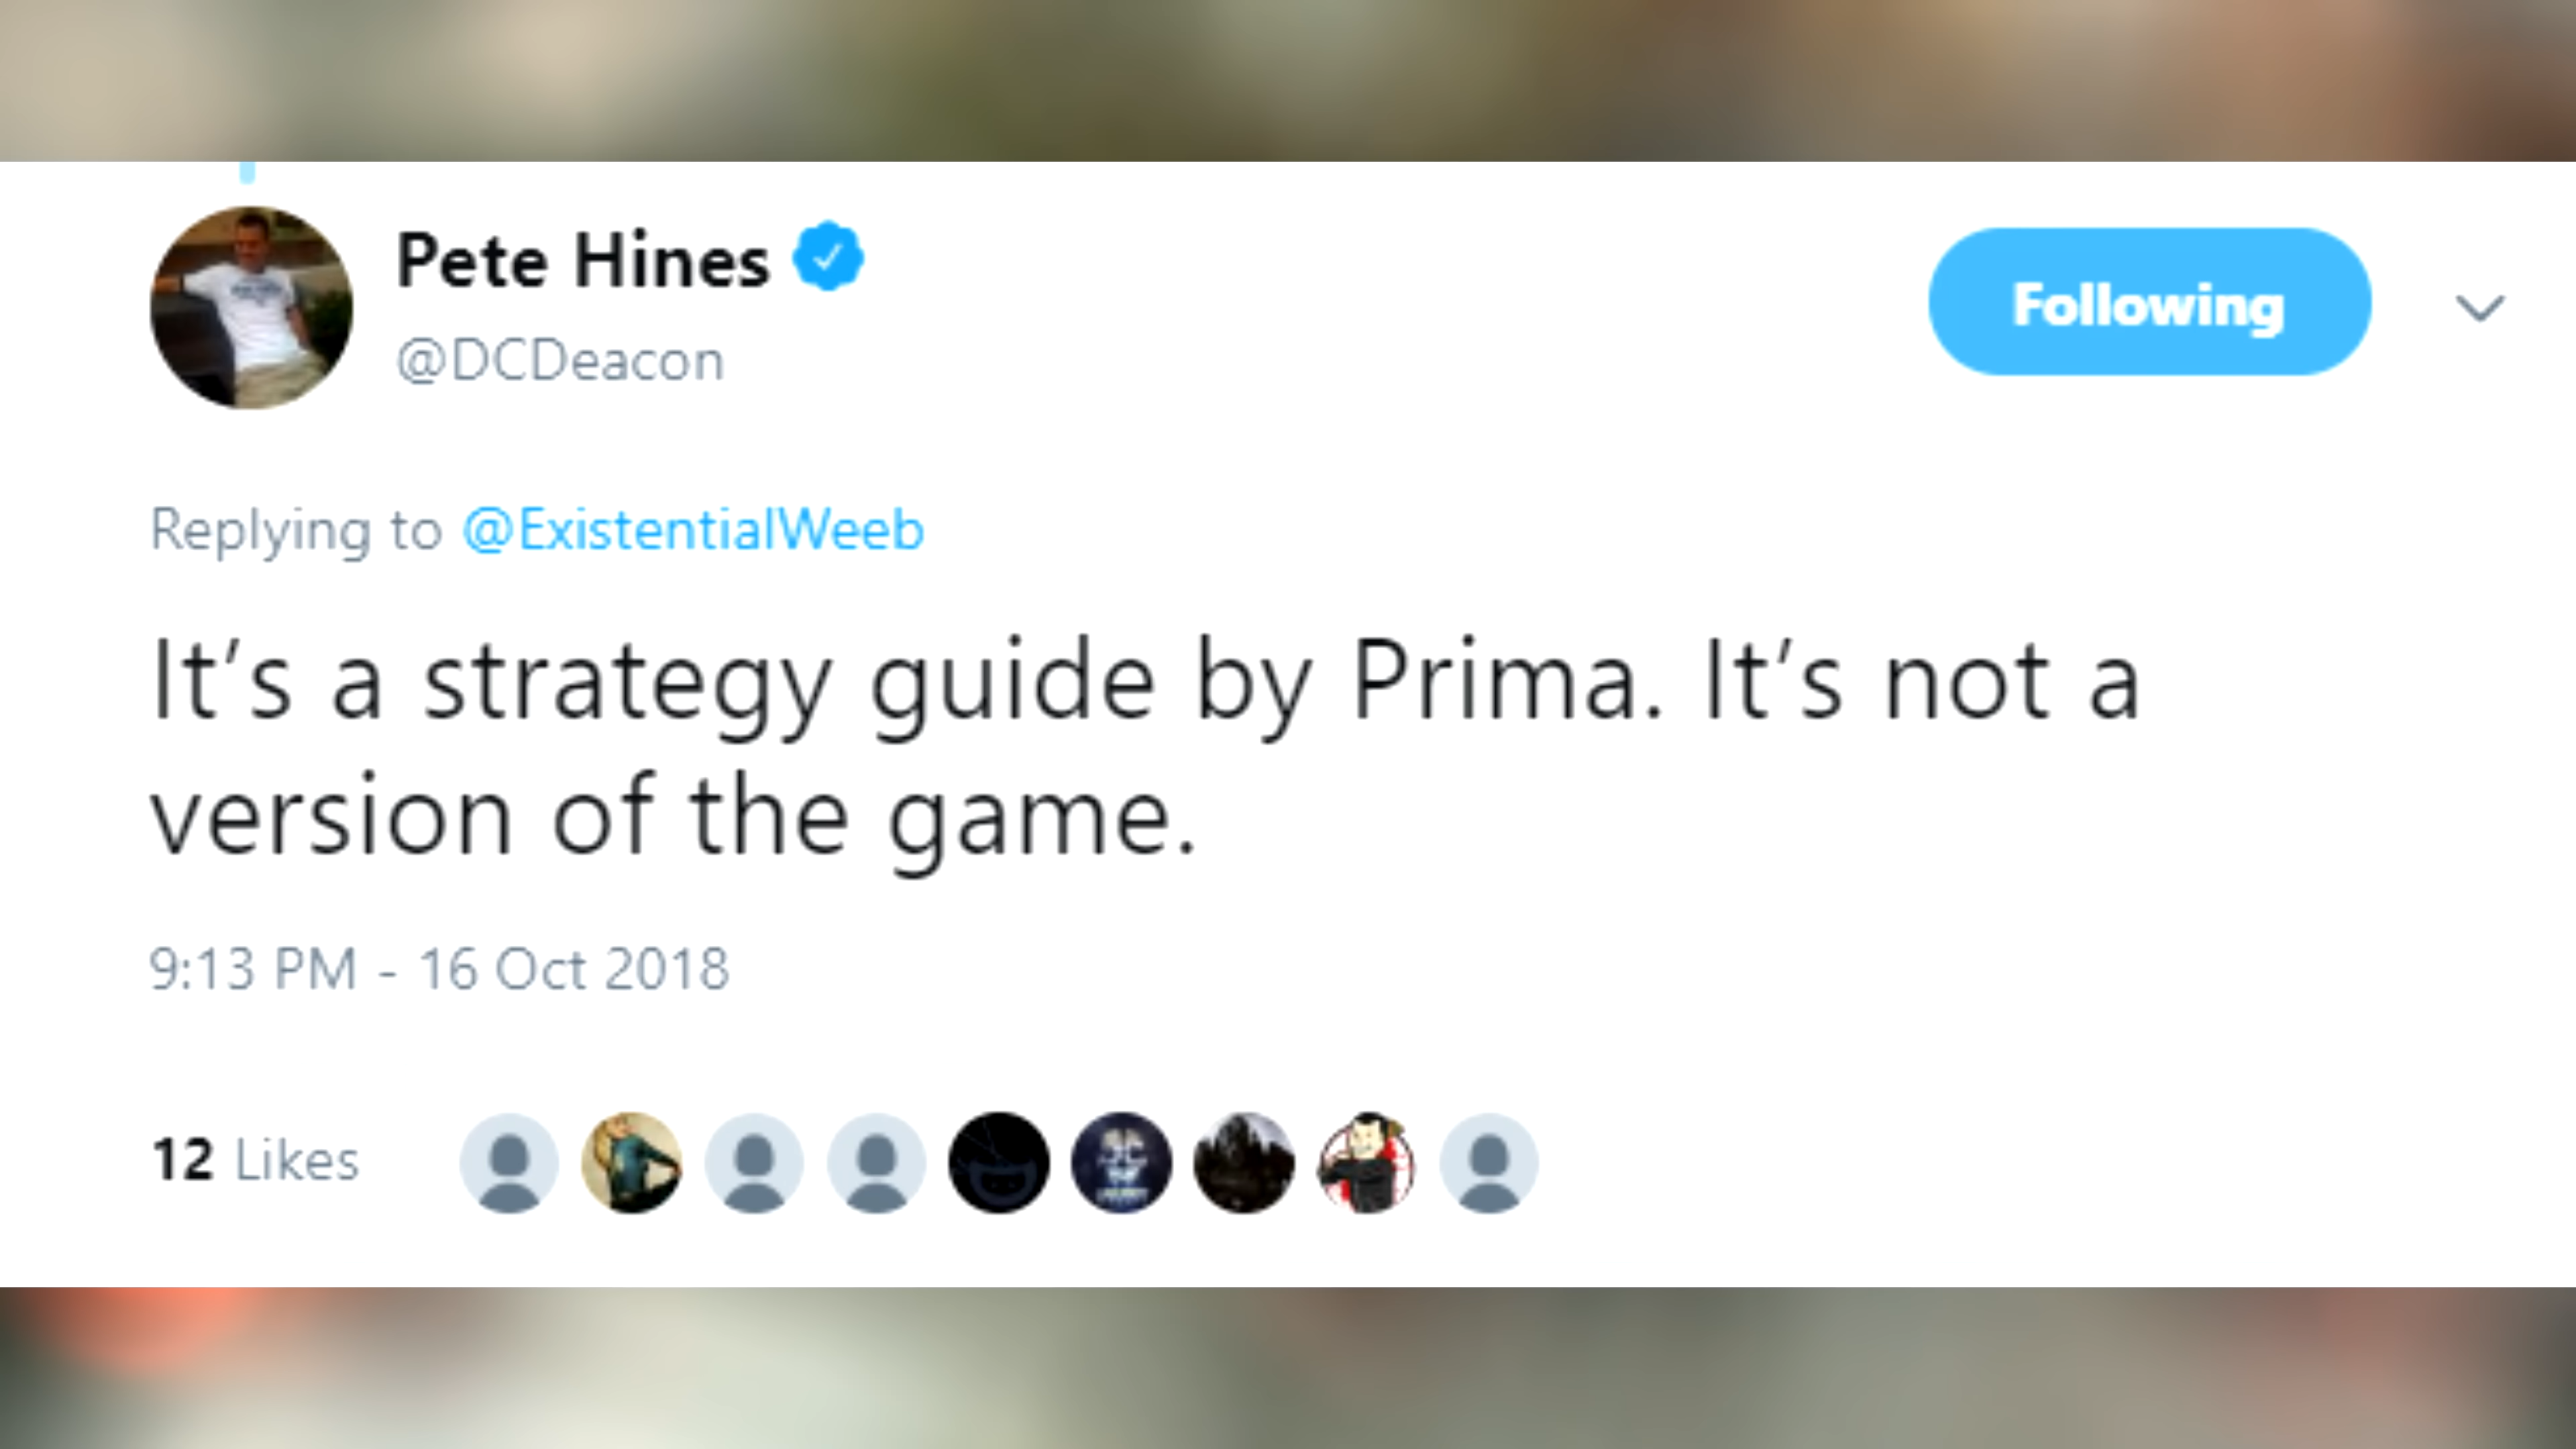 Pete Hines
@DCDeacon
Following
Replying to @ExistentialWeeb
It’s a strategy guide by Prima. It’s not a
version of the game.
9:13 PM - 16 Oct 2018
12 Likes